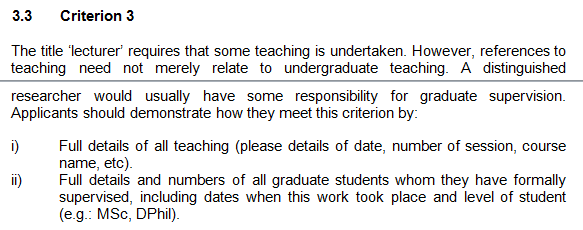 3.3 Criterion 3
The title 'lecturer' requires that some teaching is undertaken. However, references to
teaching need not merely relate to undergraduate teaching. A distinguished
researcher would usually have some responsibility for graduate supervision.
Applicants should demonstrate how they meet this criterion by:
i) Full details of all teaching (please details of date, number of session, course
name, etc).
ii) Full details and numbers of all graduate students whom they have formally
supervised, including dates when this work took place and level of student
(e.g.: MSc, DPhil).